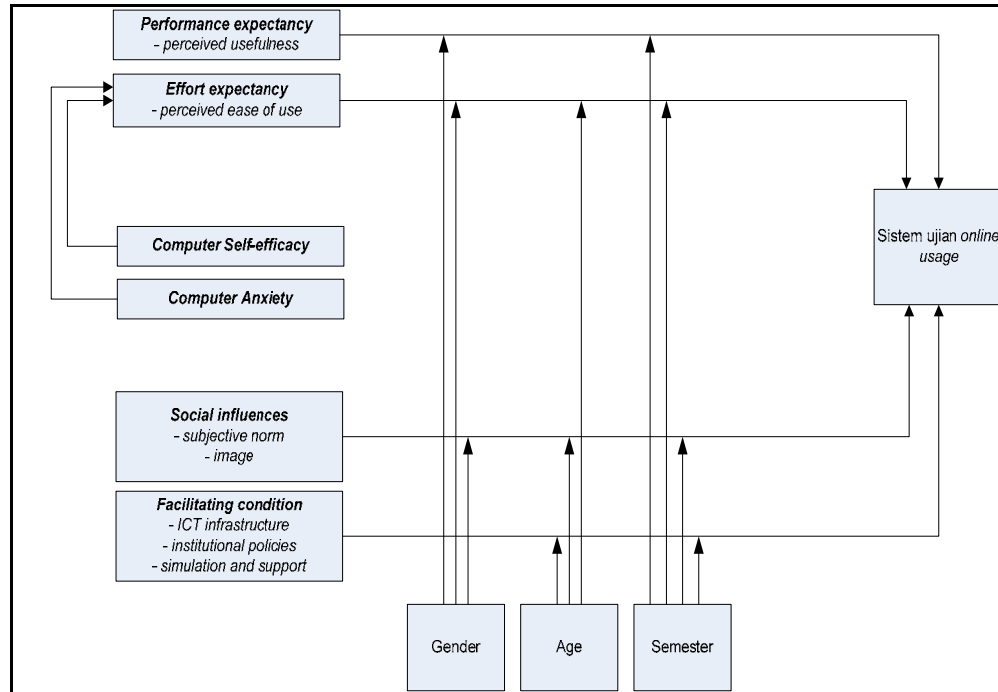 Performance expectancy
- perceived usefulness
Effort expectancy
- perceived ease of use
Computer Self-efficacy
Computer Anxiety
Sistem ujian online
usage
Social influences
- subjective norm
- image
Facilitating condition
- ICT infrastructure
- institutional policies
- simulation and support
Gender
Age
Semester